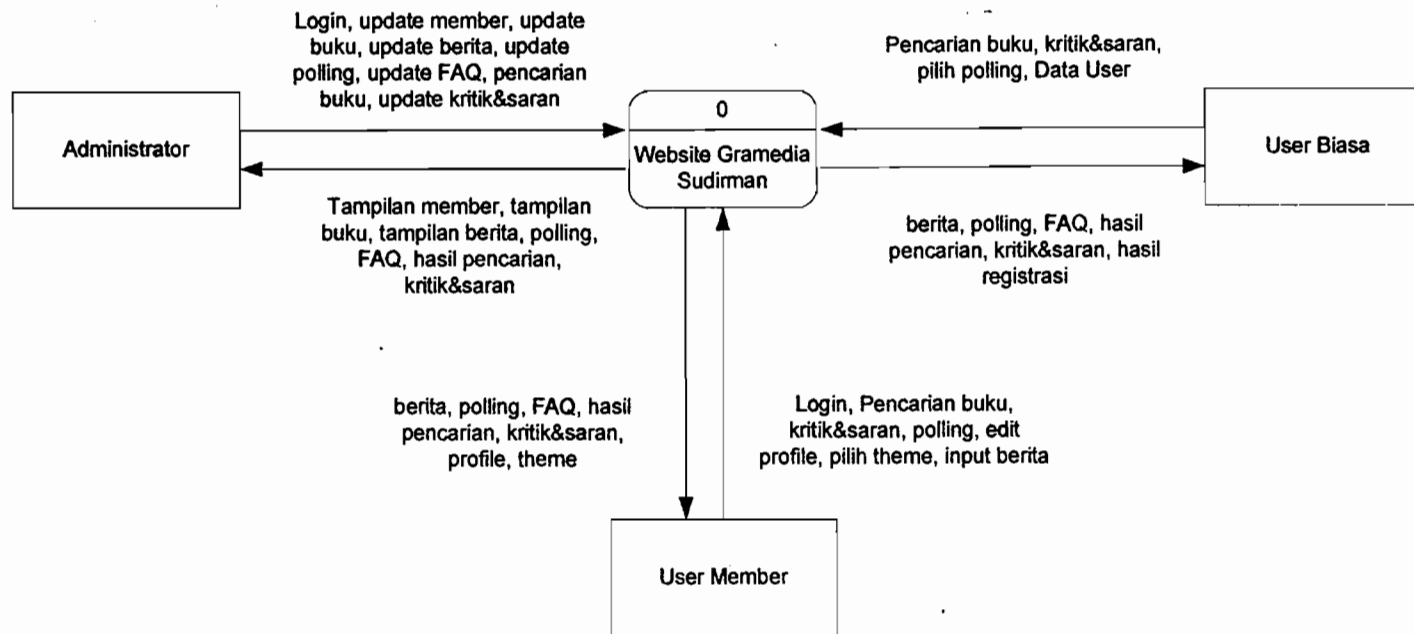 Login, update member, update
buku, update berita, update
polling, update FAQ, pencarian
buku, update kritik&saran
Pencarian buku, kritik&saran,
pilih polling, Data User
Administrator
0
Website Gramedia
Sudirman
User Biasa
Tampilan member, tampilan
buku, tampilan berita, polling,
FAQ, hasil pencarian,
kritik&saran
berita, polling, FAQ, hasil
pencarian, kritik&saran, hasil
registrasi
berita, polling, FAQ, hasil
pencarian, kritik&saran,
profile, theme
Login, Pencarian buku,
kritik&saran, polling, edit
profile, pilih theme, input berita
User Member